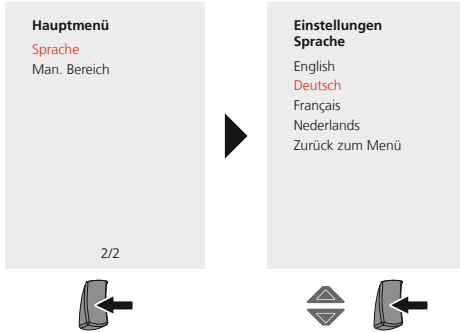 Hauptmenü
Sprache
Man. Bereich
2/2
Einstellungen
Sprache
English
Deutsch
Français
Nederlands
Zurück zum Menü